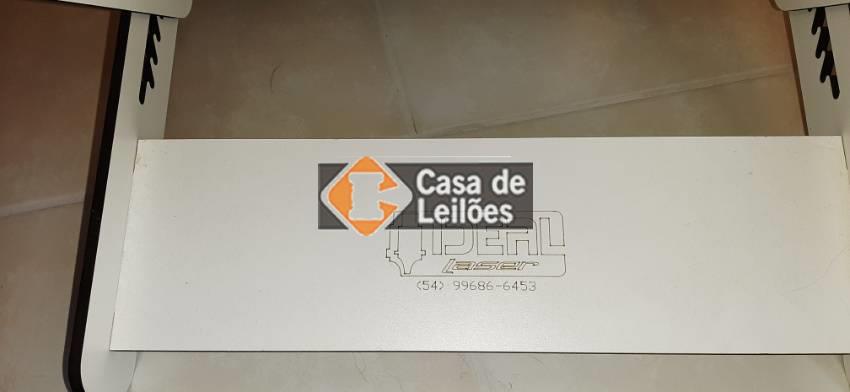 Casa de
Leilões
IDEAL
Laser
(54) 99686-6453